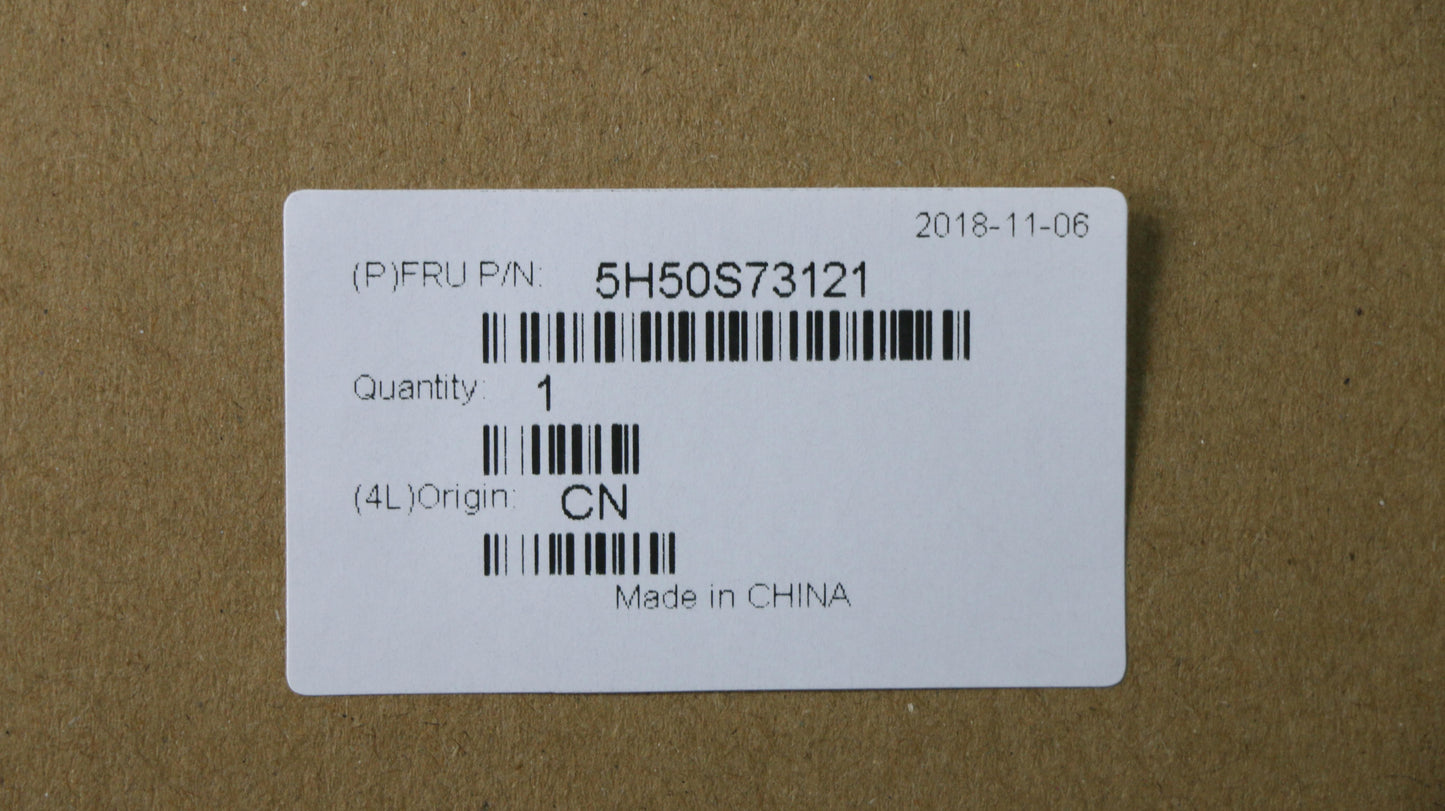 2018-11-06
(P)FRU P/N: 5H50S73121
Quantity: 1
(4L)Origin: CN
Made in CHINA